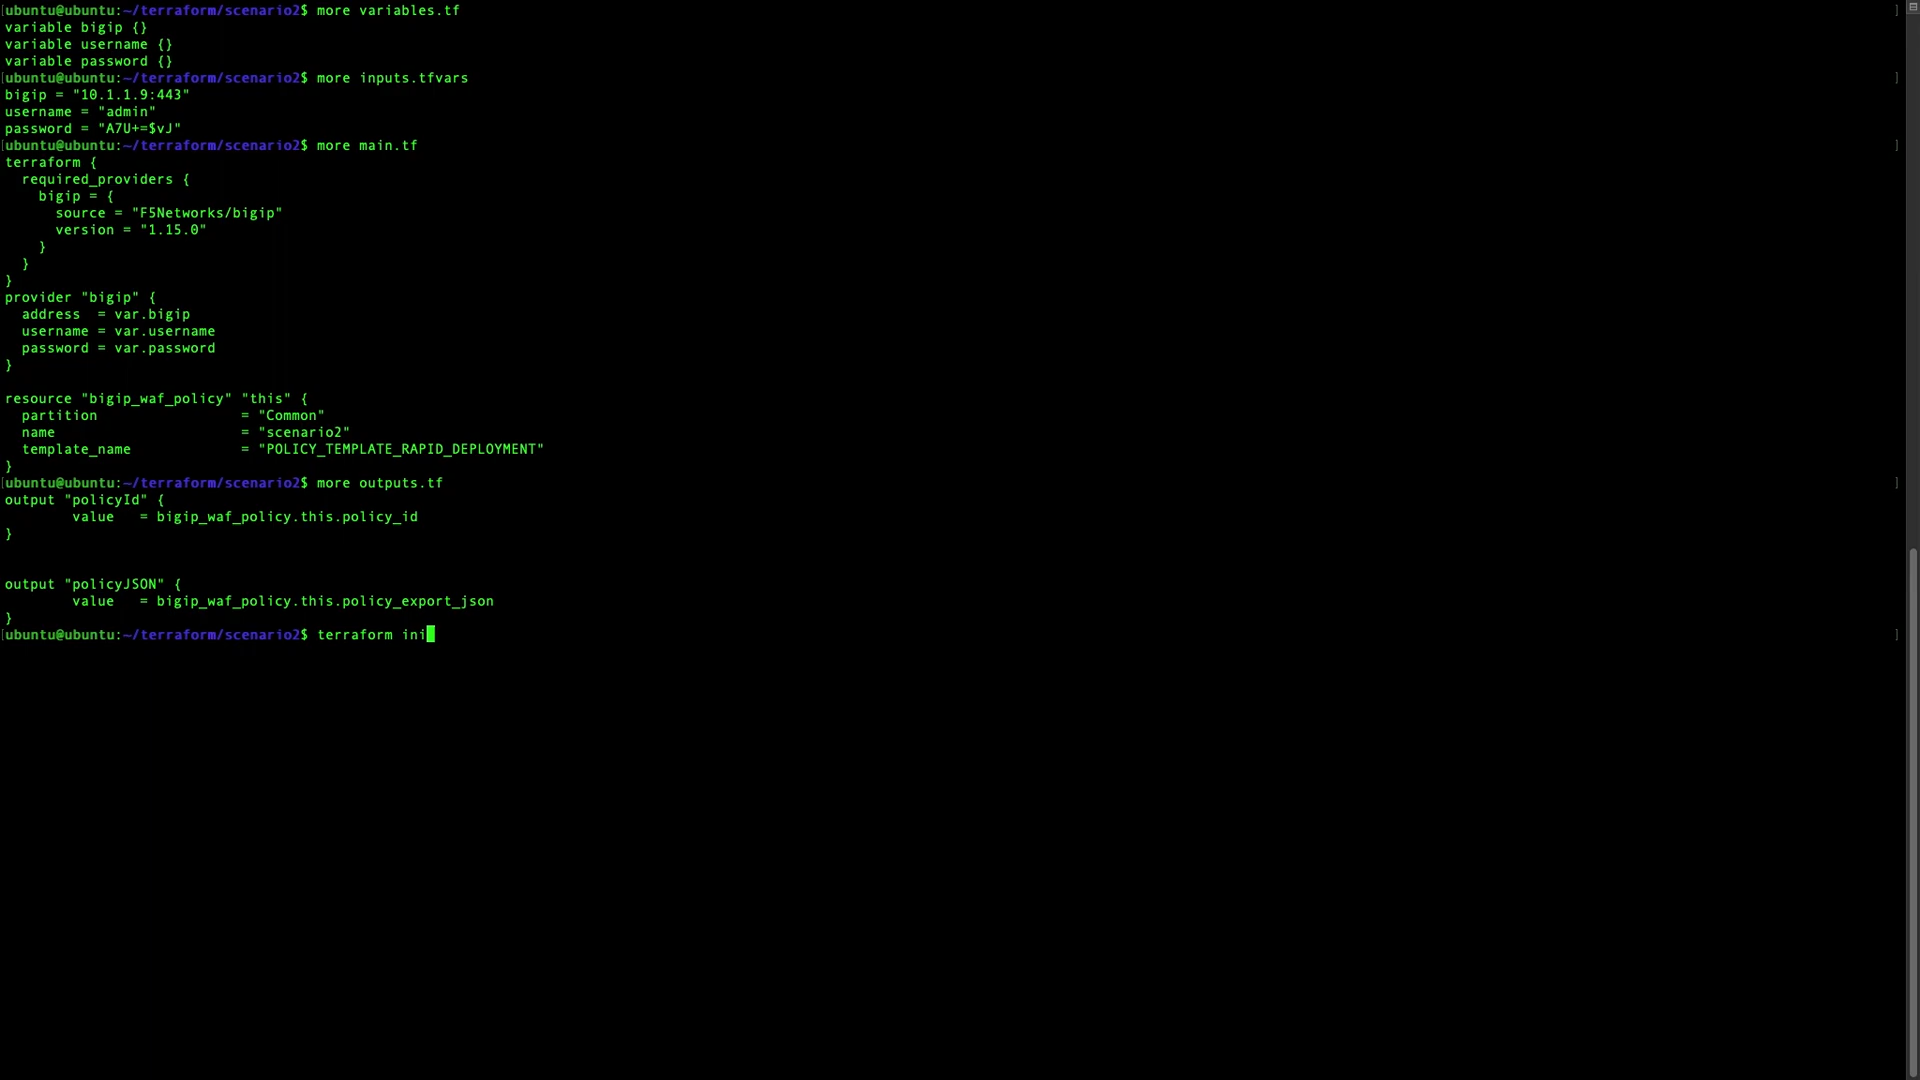 [ubuntu@ubuntu:~/terraform/scenario2$ more variables.tf ]
variable bigip {}
variable username {}
variable password {}
[ubuntu@ubuntu:~/terraform/scenario2$ more inputs.tfvars ]
bigip = "10.1.1.9:443"
username = "admin"
password = "A7U+=$vJ"
[ubuntu@ubuntu:~/terraform/scenario2$ more main.tf ]
terraform {
  required_providers {
    bigip = {
      source = "F5Networks/bigip"
      version = "1.15.0"
    }
  }
}
provider "bigip" {
  address  = var.bigip
  username = var.username
  password = var.password
}

resource "bigip_waf_policy" "this" {
  partition                 = "Common"
  name                      = "scenario2"
  template_name             = "POLICY_TEMPLATE_RAPID_DEPLOYMENT"
}
[ubuntu@ubuntu:~/terraform/scenario2$ more outputs.tf ]
output "policyId" {
        value   = bigip_waf_policy.this.policy_id
}

output "policyJSON" {
        value   = bigip_waf_policy.this.policy_export_json
}
[ubuntu@ubuntu:~/terraform/scenario2$ terraform ini ]